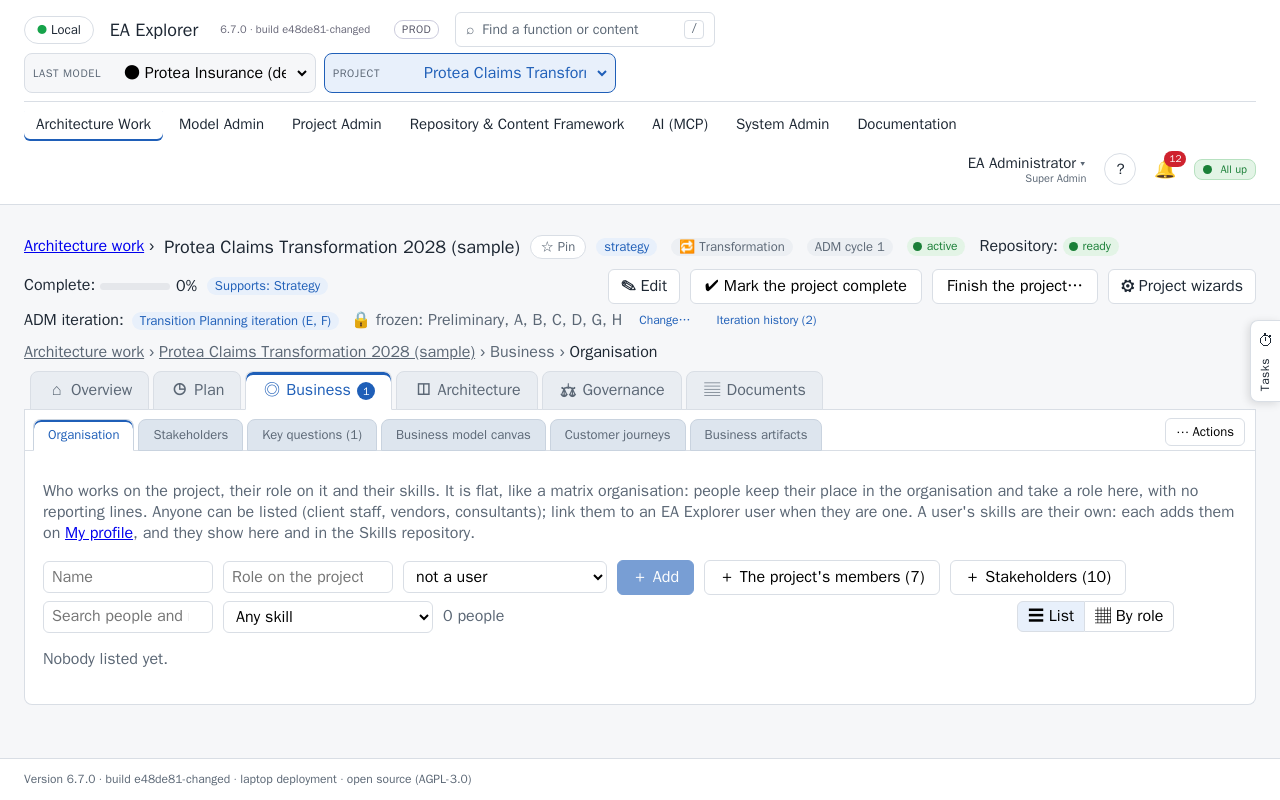 Local EA Explorer 6.7.0 · build e48de81-changed PROD ⌕ Find a function or content /
LAST MODEL Protea Insurance (de PROJECT Protea Claims Transfor
Architecture Work Model Admin Project Admin Repository & Content Framework AI (MCP) System Admin Documentation
EA Administrator ▾ ? 12 All up
Super Admin
Architecture work › Protea Claims Transformation 2028 (sample) ☆ Pin strategy Transformation ADM cycle 1 active Repository: ready
Complete: 0% Supports: Strategy ✎ Edit ✔ Mark the project complete Finish the project⋯ ⚙ Project wizards
ADM iteration: Transition Planning iteration (E, F) frozen: Preliminary, A, B, C, D, G, H Change⋯ Iteration history (2)
Architecture work › Protea Claims Transformation 2028 (sample) › Business › Organisation
Tasks
Overview Plan Business 1 Architecture Governance Documents
Organisation Stakeholders Key questions (1) Business model canvas Customer journeys Business artifacts ⋯ Actions
Who works on the project, their role on it and their skills. It is flat, like a matrix organisation: people keep their place in the organisation and take a role here, with no
reporting lines. Anyone can be listed (client staff, vendors, consultants); link them to an EA Explorer user when they are one. A user's skills are their own: each adds them
on My profile, and they show here and in the Skills repository.
Name Role on the project not a user + Add + The project's members (7) + Stakeholders (10)
Search people and Any skill 0 people ☰ List ▦ By role
Nobody listed yet.
Version 6.7.0 · build e48de81-changed · laptop deployment · open source (AGPL-3.0)